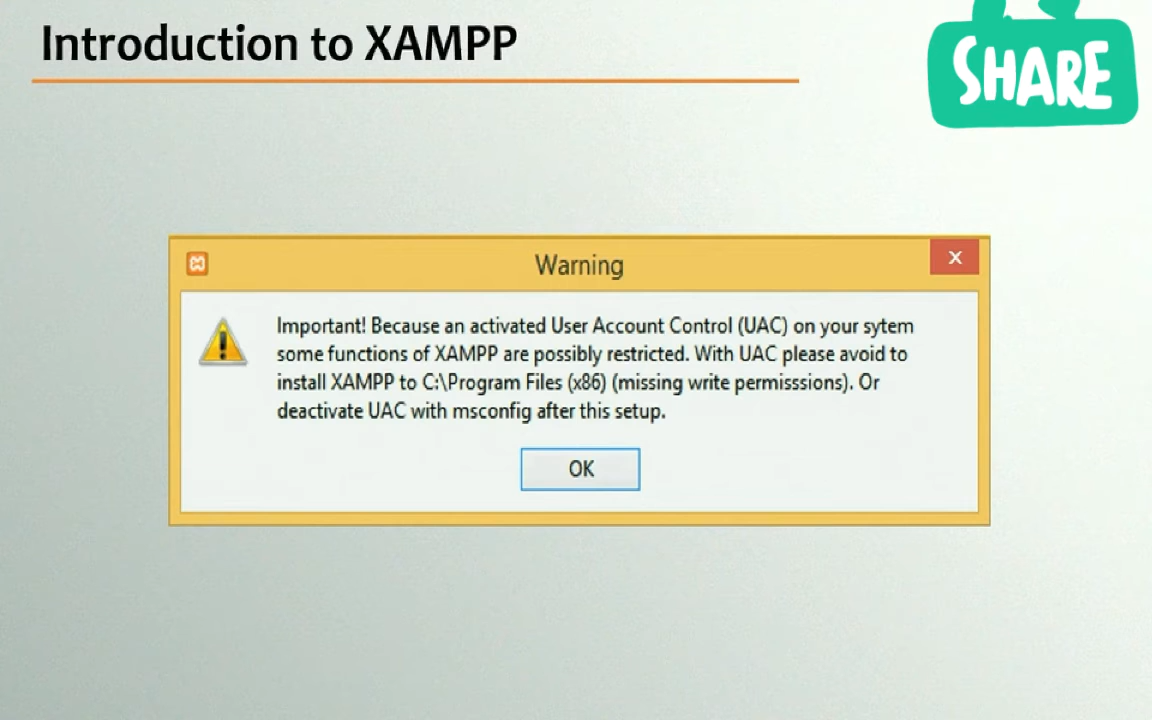 Introduction to XAMPP
SHARE
Warning
X
Important! Because an activated User Account Control (UAC) on your sytem
some functions of XAMPP are possibly restricted. With UAC please avoid to
install XAMPP to C:\Program Files (x86) (missing write permisssions). Or
deactivate UAC with msconfig after this setup.
OK